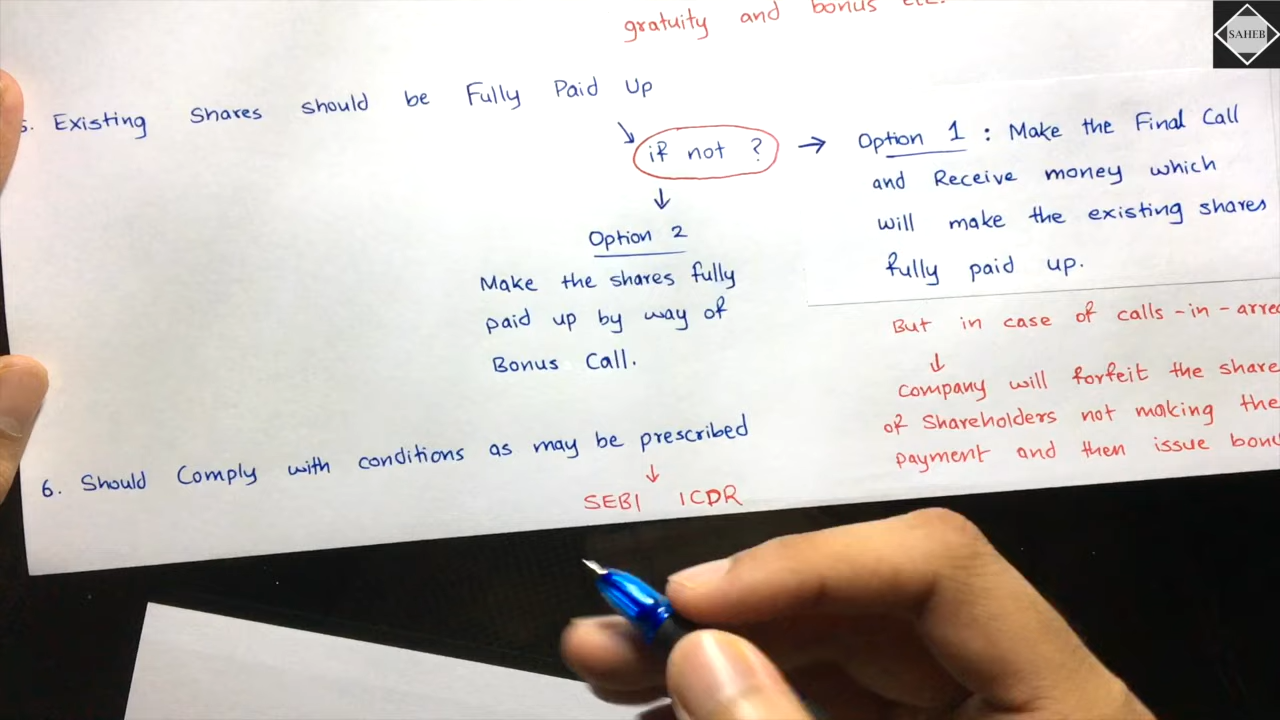 gratuity and bonus etc.
SAHEB
5. Existing Shares should be Fully Paid Up
if not ?
Option 1 : Make the Final Call
and Receive money which
will make the existing shares
fully paid up.
Option 2
Make the shares fully
paid up by way of
Bonus Call.
But in case of calls-in-arrea
company will forfeit the share
of Shareholders not making the
payment and then issue bonu
6. Should Comply with conditions as may be prescribed
SEBI ICDR